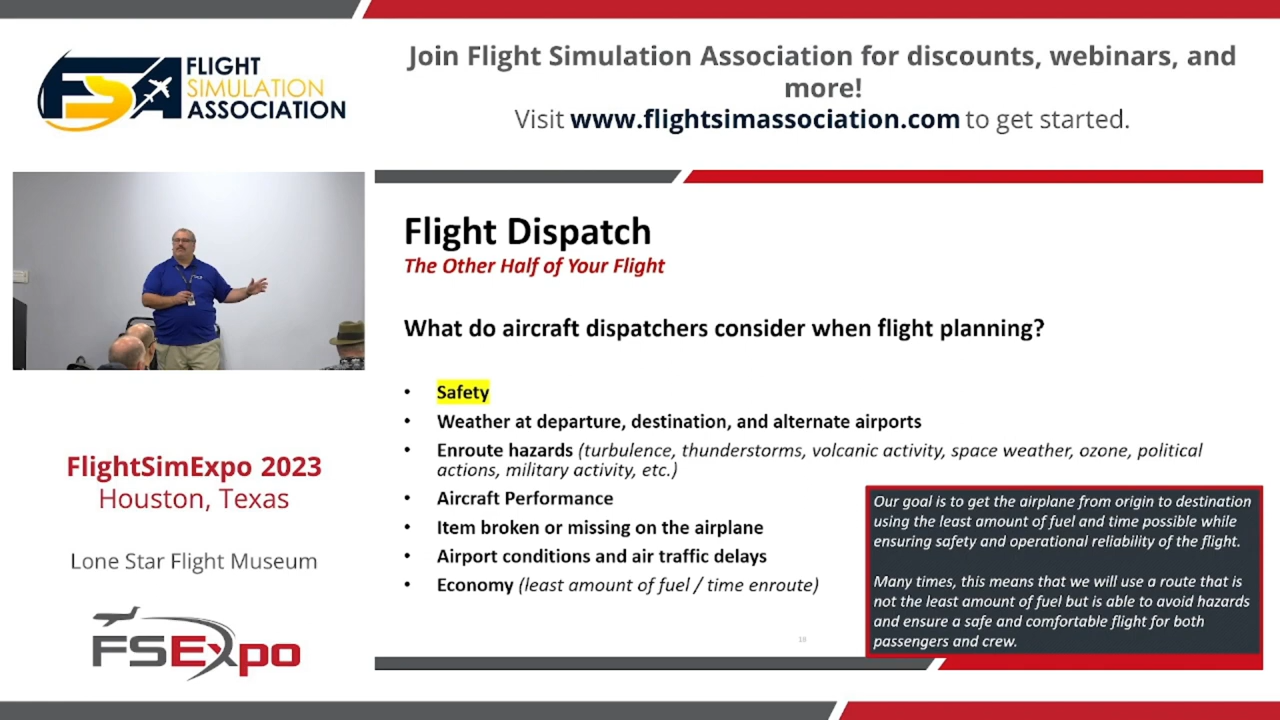 FLIGHT
SIMULATION
ASSOCIATION
FSA
Join Flight Simulation Association for discounts, webinars, and
more!
Visit www.flightsimassociation.com to get started.
Flight Dispatch
The Other Half of Your Flight
What do aircraft dispatchers consider when flight planning?
• Safety
• Weather at departure, destination, and alternate airports
• Enroute hazards (turbulence, thunderstorms, volcanic activity, space weather, ozone, political
actions, military activity, etc.)
• Aircraft Performance
• Item broken or missing on the airplane
• Airport conditions and air traffic delays
• Economy (least amount of fuel / time enroute)
Our goal is to get the airplane from origin to destination
using the least amount of fuel and time possible while
ensuring safety and operational reliability of the flight.
Many times, this means that we will use a route that is
not the least amount of fuel but is able to avoid hazards
and ensure a safe and comfortable flight for both
passengers and crew.
19
FlightSimExpo 2023
Houston, Texas
Lone Star Flight Museum
FSExpo